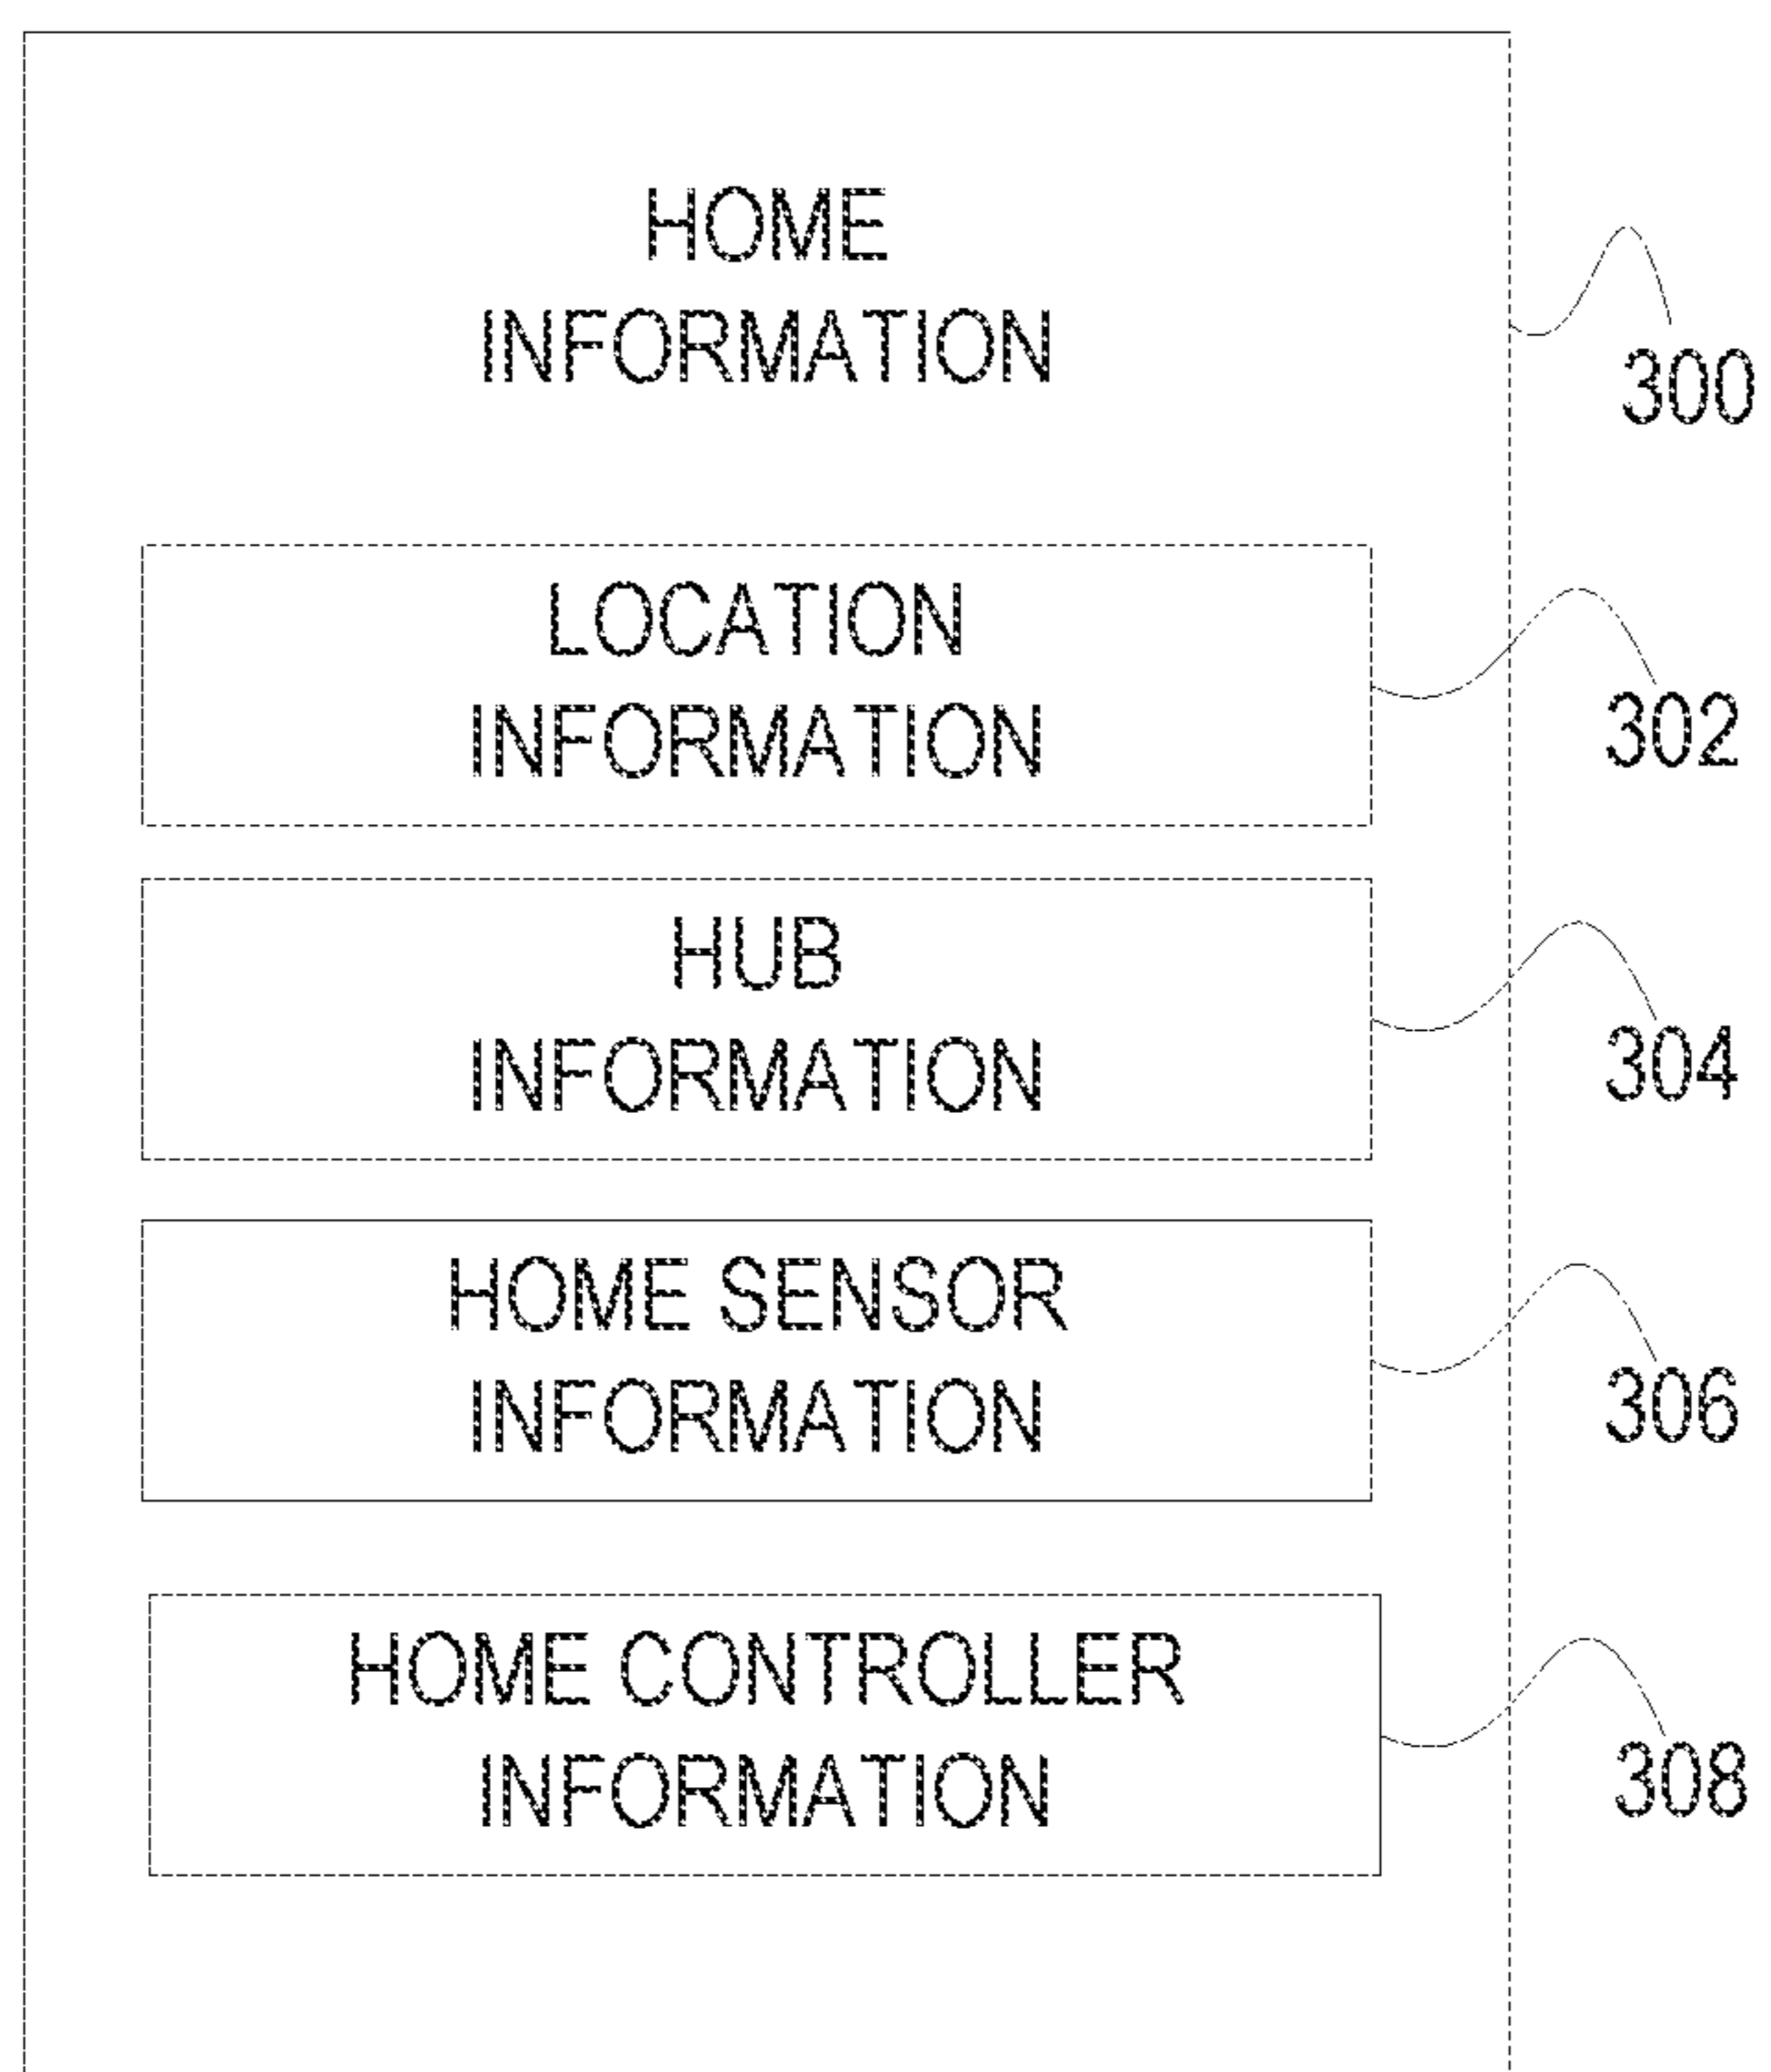 HOME
INFORMATION
300
LOCATION
INFORMATION
302
HUB
INFORMATION
304
HOME SENSOR
INFORMATION
306
HOME CONTROLLER
INFORMATION
308